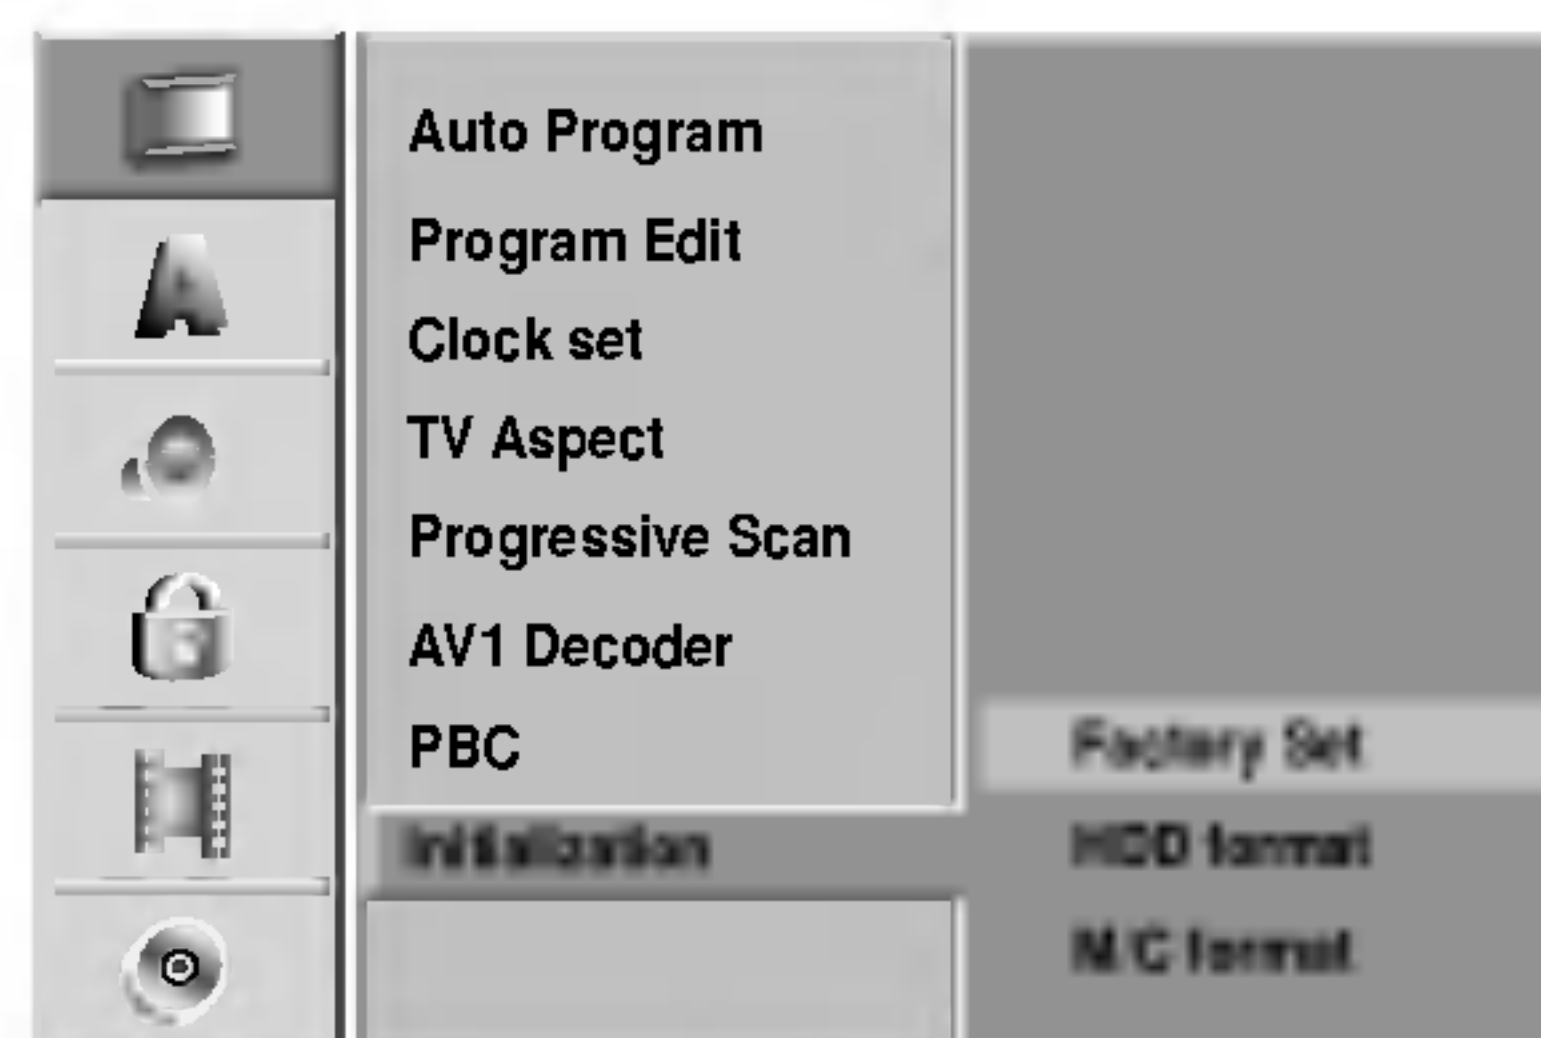 Auto Program
Program Edit
Clock set
TV Aspect
Progressive Scan
AV1 Decoder
PBC
Initialization
Factory Set
HDD format
M/C format